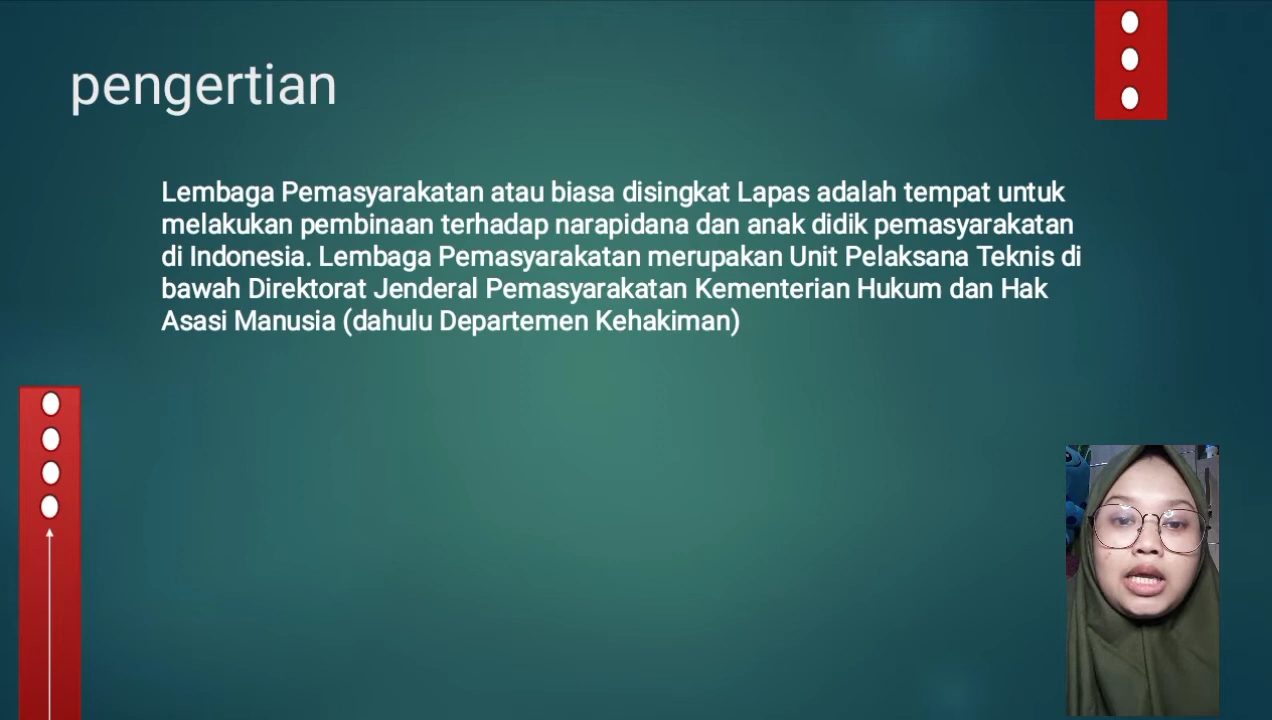 pengertian
Lembaga Pemasyarakatan atau biasa disingkat Lapas adalah tempat untuk
melakukan pembinaan terhadap narapidana dan anak didik pemasyarakatan
di Indonesia. Lembaga Pemasyarakatan merupakan Unit Pelaksana Teknis di
bawah Direktorat Jenderal Pemasyarakatan Kementerian Hukum dan Hak
Asasi Manusia (dahulu Departemen Kehakiman)